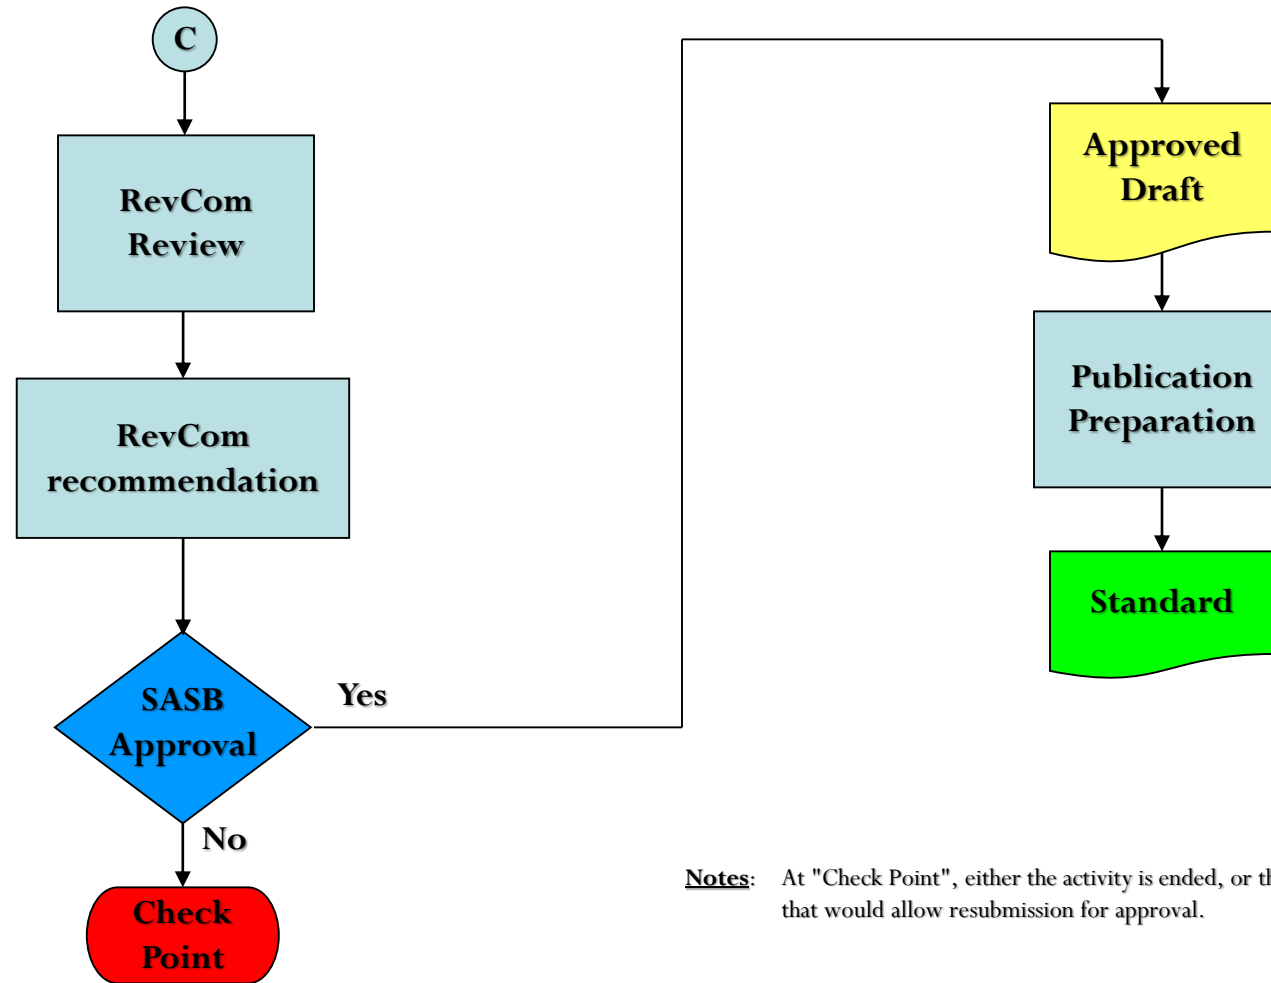 C
RevCom
Review
RevCom
recommendation
SASB
Approval
Yes
No
Check
Point
Approved
Draft
Publication
Preparation
Standard
Notes: At "Check Point", either the activity is ended, or
that would allow resubmission for approval.